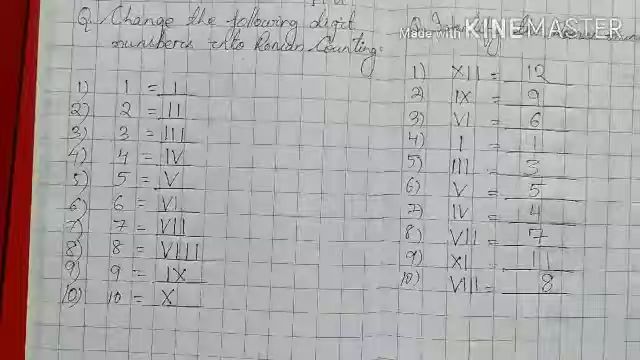 Q. Change the following digit
numbers into Roman Counting:
1) 1 = I
2) 2 = II
3) 3 = III
4) 4 = IV
5) 5 = V
6) 6 = VI
7) 7 = VII
8) 8 = VIII
9) 9 = IX
10) 10 = X
Made with KINEMASTER
1) XII = 12
2) IX = 9
3) VI = 6
4) I = 1
5) III = 3
6) V = 5
7) IV = 4
8) VII = 7
9) XI = 11
10) VIII = 8